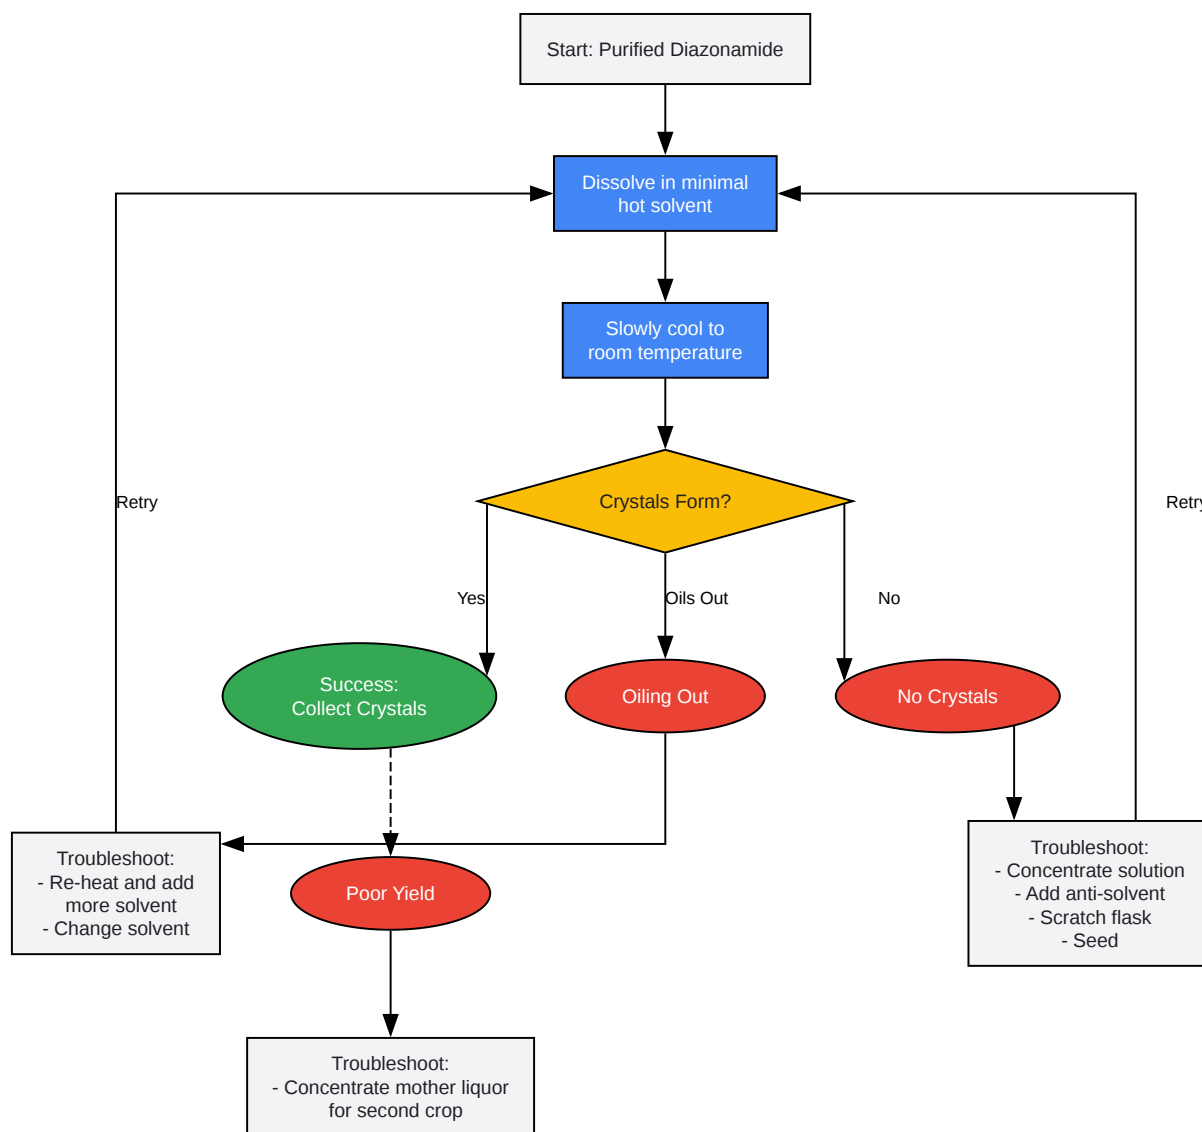 Start: Purified Diazonamide
Dissolve in minimal
hot solvent
Slowly cool to
room temperature
Crystals Form?
Retry
Retry
Yes
Oils Out
No
Success:
Collect Crystals
Oiling Out
No Crystals
Troubleshoot:
- Re-heat and add
more solvent
- Change solvent
Poor Yield
Troubleshoot:
- Concentrate solution
- Add anti-solvent
- Scratch flask
- Seed
Troubleshoot:
- Concentrate mother liquor
for second crop